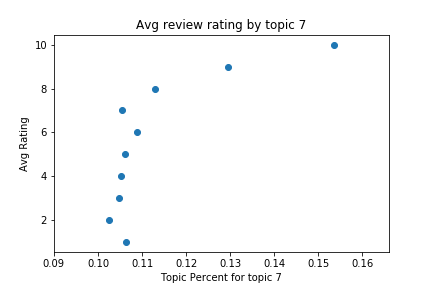 Avg review rating by topic 7
10
8
6
4
2
Avg Rating
0.09 0.10 0.11 0.12 0.13 0.14 0.15 0.16
Topic Percent for topic 7